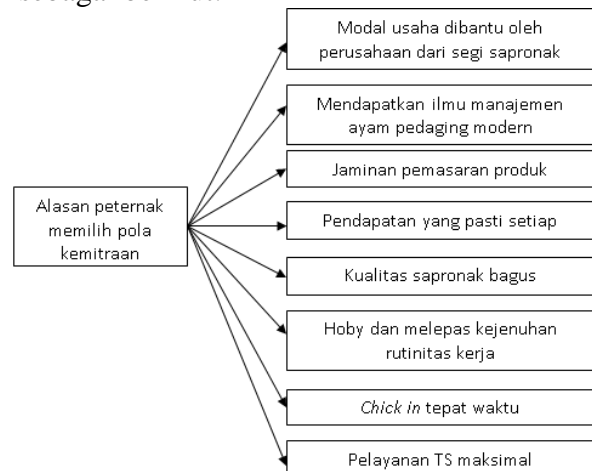 Modal usaha dibantu oleh
perusahaan dari segi sapronak
Mendapatkan ilmu manajemen
ayam pedaging modern
Jaminan pemasaran produk
Alasan peternak
memilih pola
kemitraan
Pendapatan yang pasti setiap
Kualitas sapronak bagus
Hoby dan melepas kejenuhan
rutinitas kerja
Chick in tepat waktu
Pelayanan TS maksimal